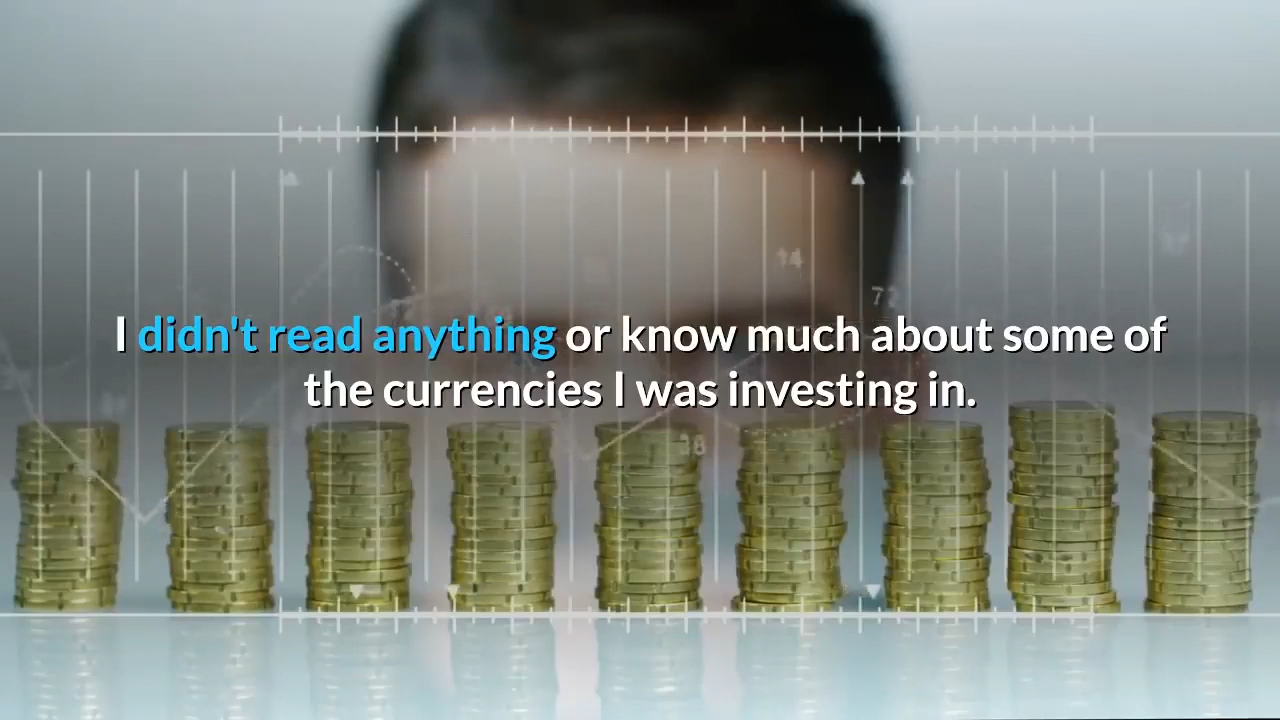 I didn't read anything or know much about some of
the currencies I was investing in.